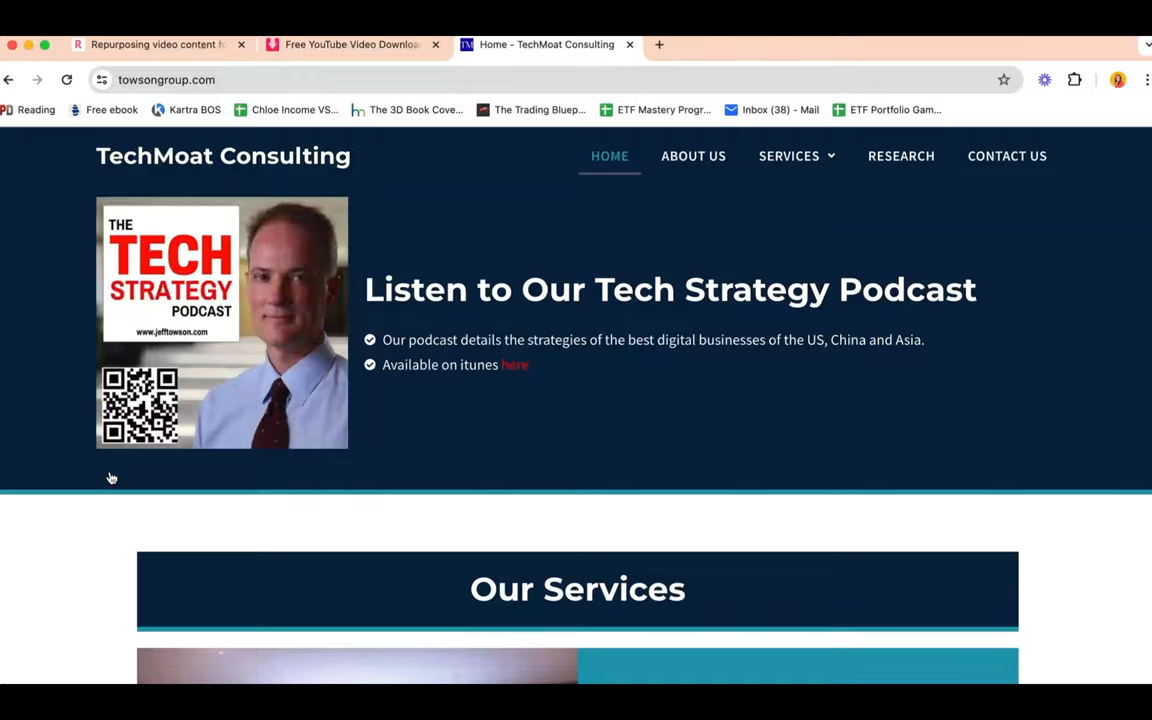 Repurposing video content fo
Free YouTube Video Downloa
TM
Home - TechMoat Consulting
towsongroup.com
PD Reading
Free ebook
Kartra BOS
Chloe Income VS...
The 3D Book Cove...
The Trading Bluep...
ETF Mastery Progr...
Inbox (38) - Mail
ETF Portfolio Gam...
TechMoat Consulting
HOME
ABOUT US
SERVICES
RESEARCH
CONTACT US
THE
TECH
STRATEGY
PODCAST
www.jefftowson.com
Listen to Our Tech Strategy Podcast
Our podcast details the strategies of the best digital businesses of the US, China and Asia.
Available on itunes here
Our Services